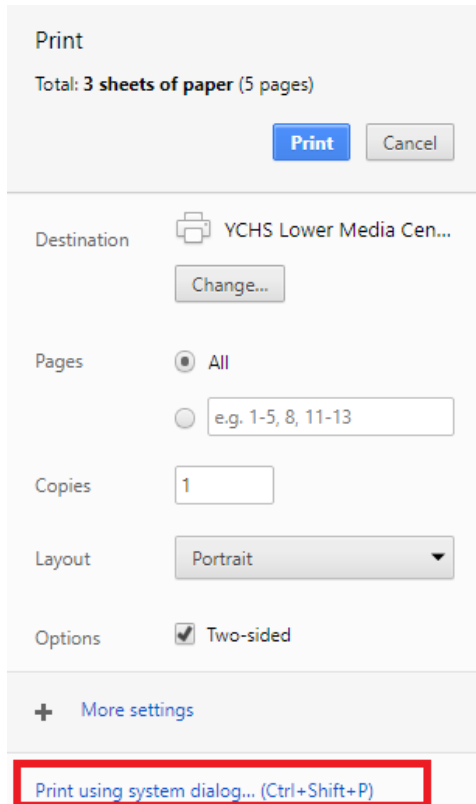 Print
Total: 3 sheets of paper (5 pages)
Print Cancel
Destination YCHS Lower Media Cen...
Change...
Pages All
e.g. 1-5, 8, 11-13
Copies 1
Layout Portrait
Options Two-sided
More settings
Print using system dialog... (Ctrl+Shift+P)